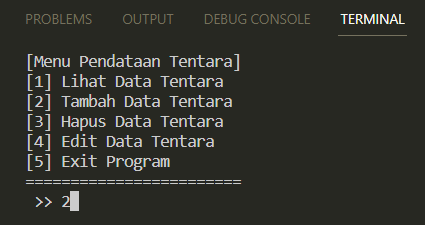 PROBLEMS OUTPUT DEBUG CONSOLE TERMINAL
[Menu Pendataan Tentara]
[1] Lihat Data Tentara
[2] Tambah Data Tentara
[3] Hapus Data Tentara
[4] Edit Data Tentara
[5] Exit Program
========================
>> 2